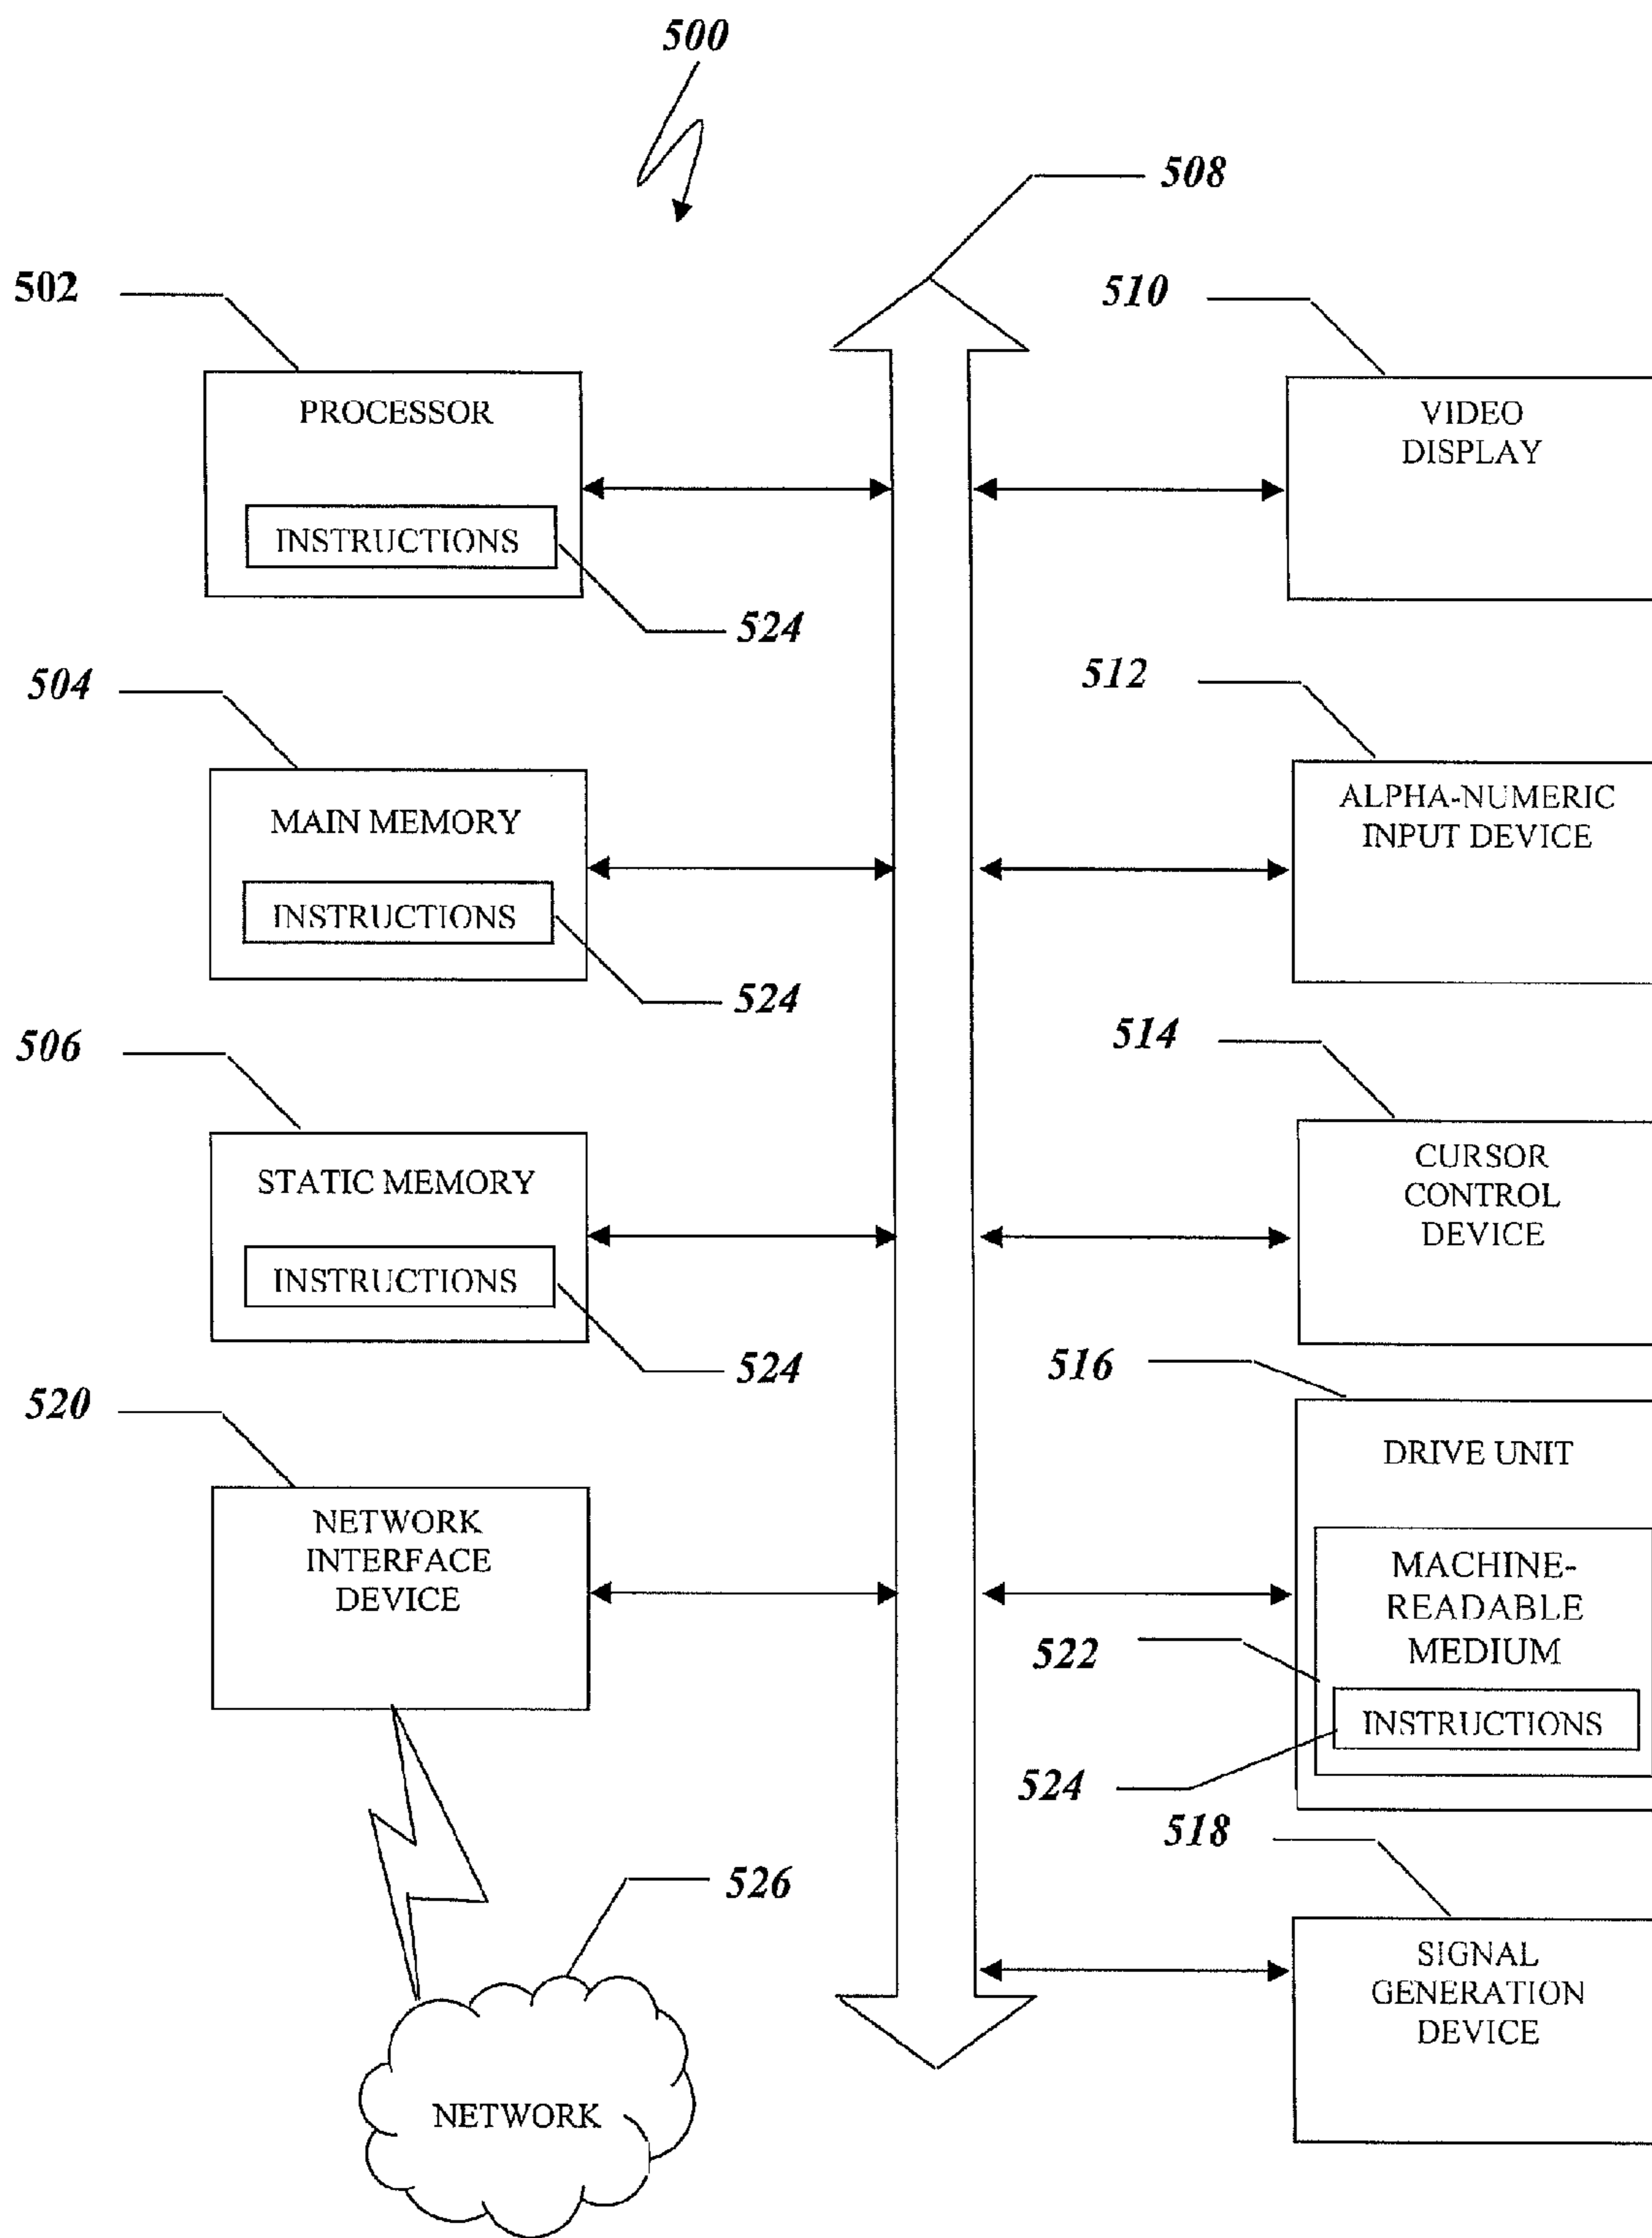 500
508
502
510
PROCESSOR
INSTRUCTIONS
524
VIDEO
DISPLAY
504
512
MAIN MEMORY
INSTRUCTIONS
524
ALPHA-NUMERIC
INPUT DEVICE
506
514
STATIC MEMORY
INSTRUCTIONS
524
CURSOR
CONTROL
DEVICE
520
516
NETWORK
INTERFACE
DEVICE
DRIVE UNIT
MACHINE-
READABLE
MEDIUM
522
INSTRUCTIONS
524
518
526
NETWORK
SIGNAL
GENERATION
DEVICE